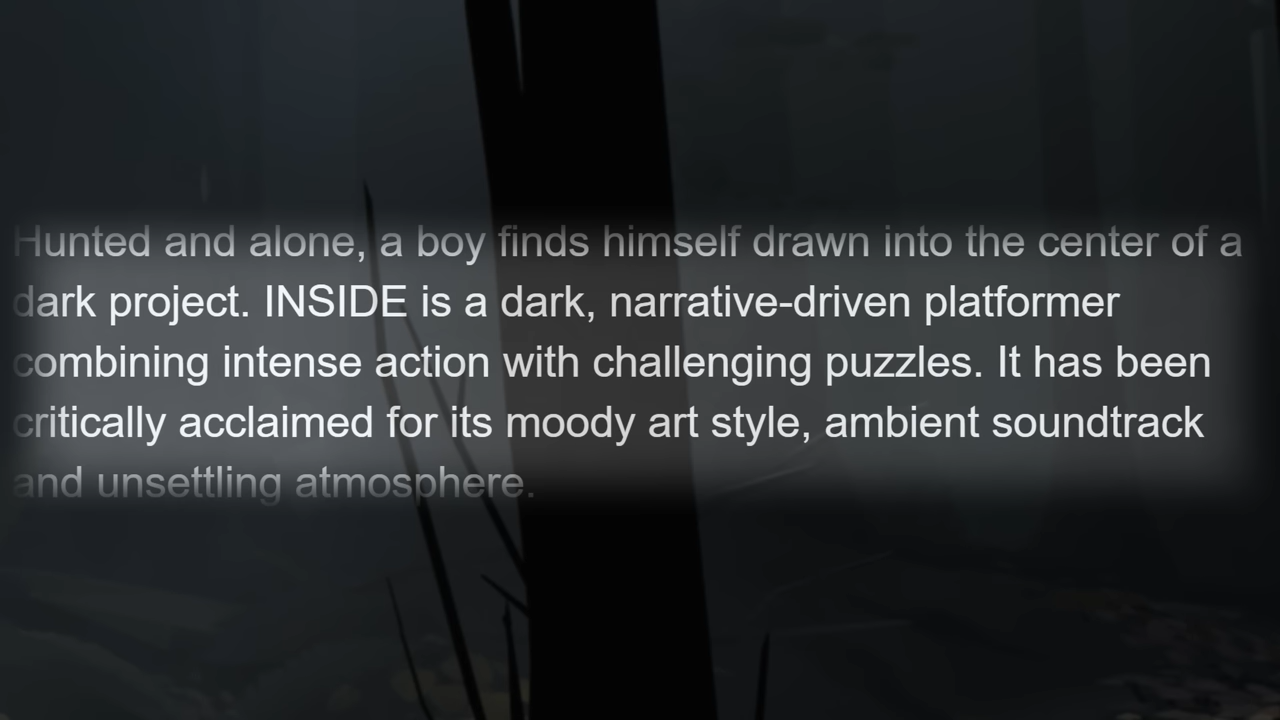 Hunted and alone, a boy finds himself drawn into the center of a
dark project. INSIDE is a dark, narrative-driven platformer
combining intense action with challenging puzzles. It has been
critically acclaimed for its moody art style, ambient soundtrack
and unsettling atmosphere.